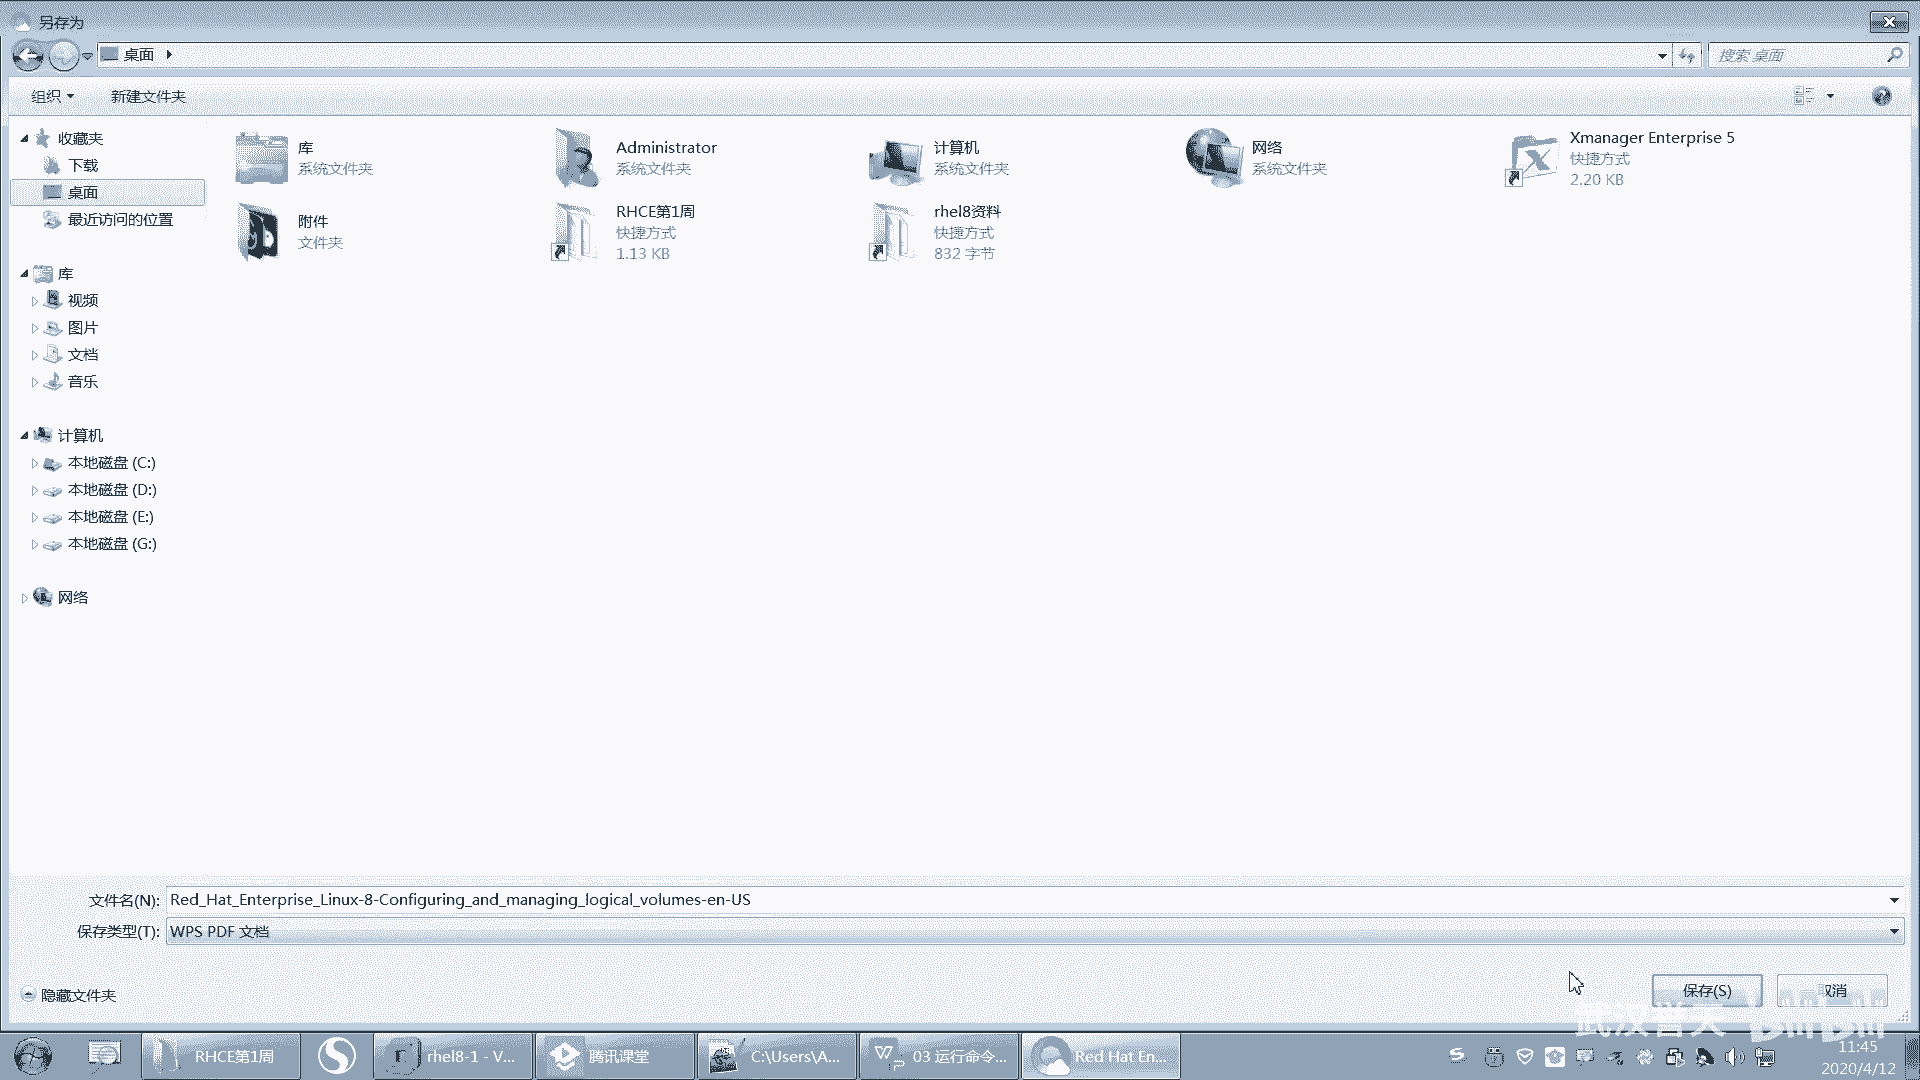 另存为
桌面
搜索 桌面
组织
新建文件夹
收藏夹
下载
桌面
最近访问的位置
库
视频
图片
文档
音乐
计算机
本地磁盘 (C:)
本地磁盘 (D:)
本地磁盘 (E:)
本地磁盘 (G:)
网络
库
系统文件夹
Administrator
系统文件夹
计算机
系统文件夹
网络
系统文件夹
Xmanager Enterprise 5
快捷方式
2.20 KB
附件
文件夹
RHCE第1周
快捷方式
1.13 KB
rhel8资料
快捷方式
832 字节
文件名(N): Red_Hat_Enterprise_Linux-8-Configuring_and_managing_logical_volumes-en-US
保存类型(T): WPS PDF 文档
隐藏文件夹
保存(S)
取消
武汉誉天 bilibili
RHCE第1周
rhel8-1 - V...
腾讯课堂
C:\Users\A...
03 运行命令...
Red Hat En...
11:45
2020/4/12